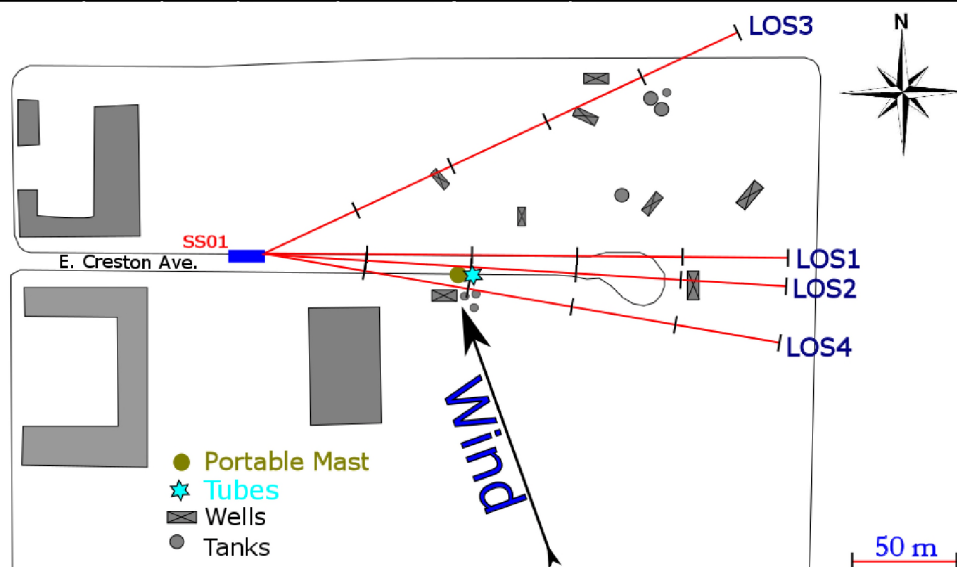 LOS3
N
SS01
E. Creston Ave.
LOS1
LOS2
LOS4
Wind
Portable Mast
Tubes
Wells
Tanks
50 m